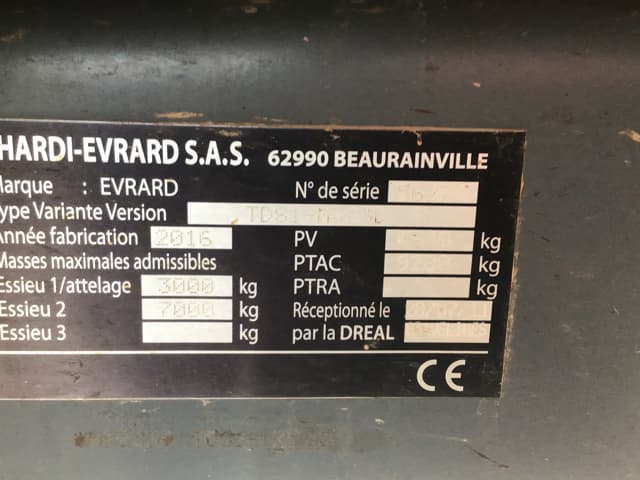 HARDI-EVRARD S.A.S. 62990 BEAURAINVILLE
Marque : EVRARD N° de série
Type Variante Version
Année fabrication 2016 PV kg
Masses maximales admissibles PTAC kg
Essieu 1/attelage 3000 kg PTRA kg
Essieu 2 7000 kg Réceptionné le
Essieu 3 kg par la DREAL
CE